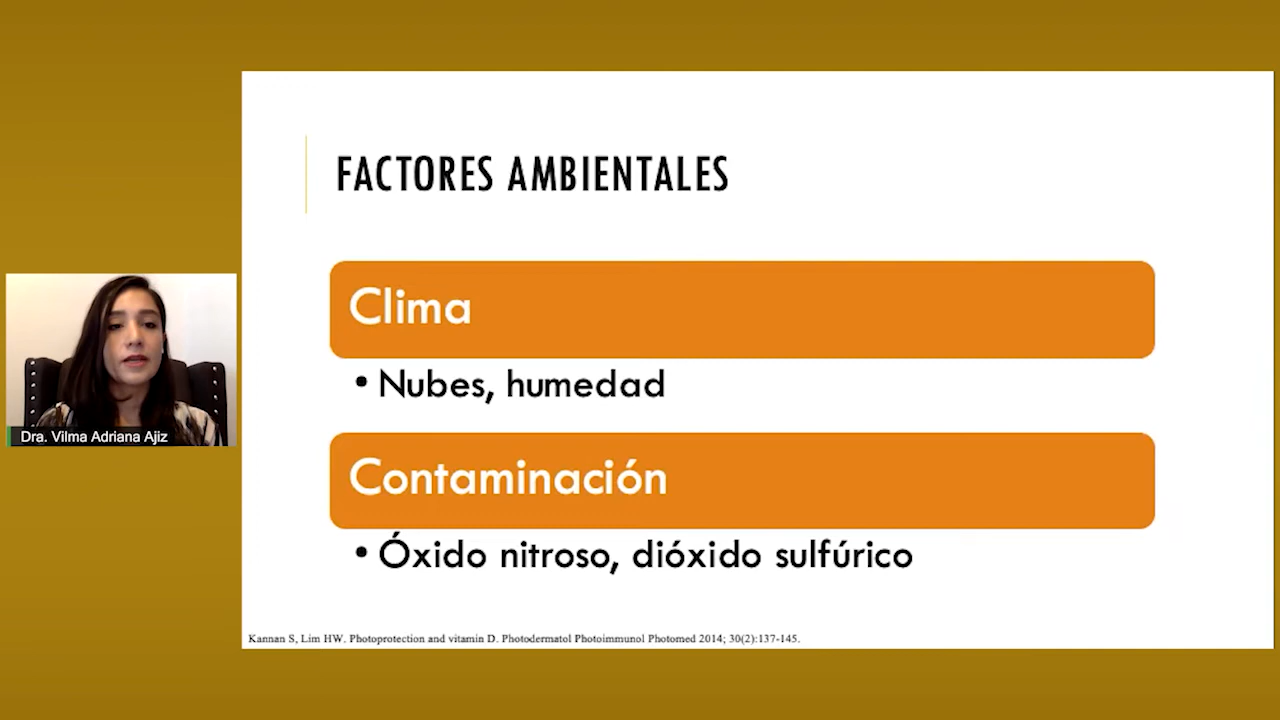 FACTORES AMBIENTALES
Clima
• Nubes, humedad
Contaminación
• Óxido nitroso, dióxido sulfúrico
Dra. Vilma Adriana Ajiz
Kannan S, Lim HW. Photoprotection and vitamin D. Photodermatol Photoimmunol Photomed 2014; 30(2):137-145.